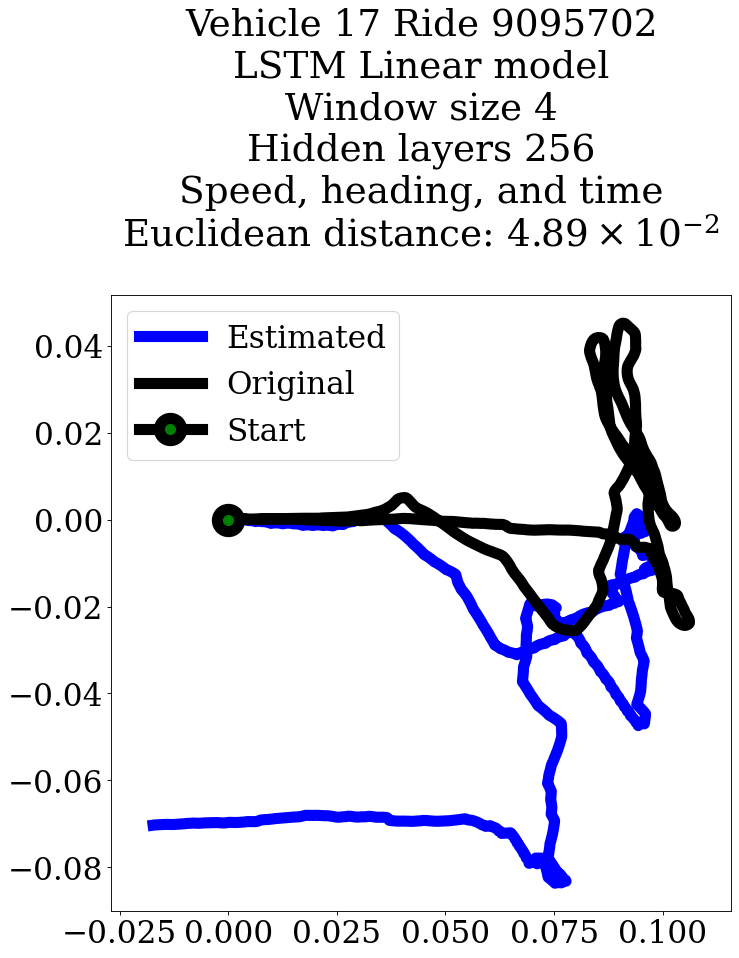 Vehicle 17 Ride 9095702
LSTM Linear model
Window size 4
Hidden layers 256
Speed, heading, and time
Euclidean distance: 4.89 × 10⁻²
Estimated
Original
Start
0.04
0.02
0.00
−0.02
−0.04
−0.06
−0.08
−0.025 0.000 0.025 0.050 0.075 0.100